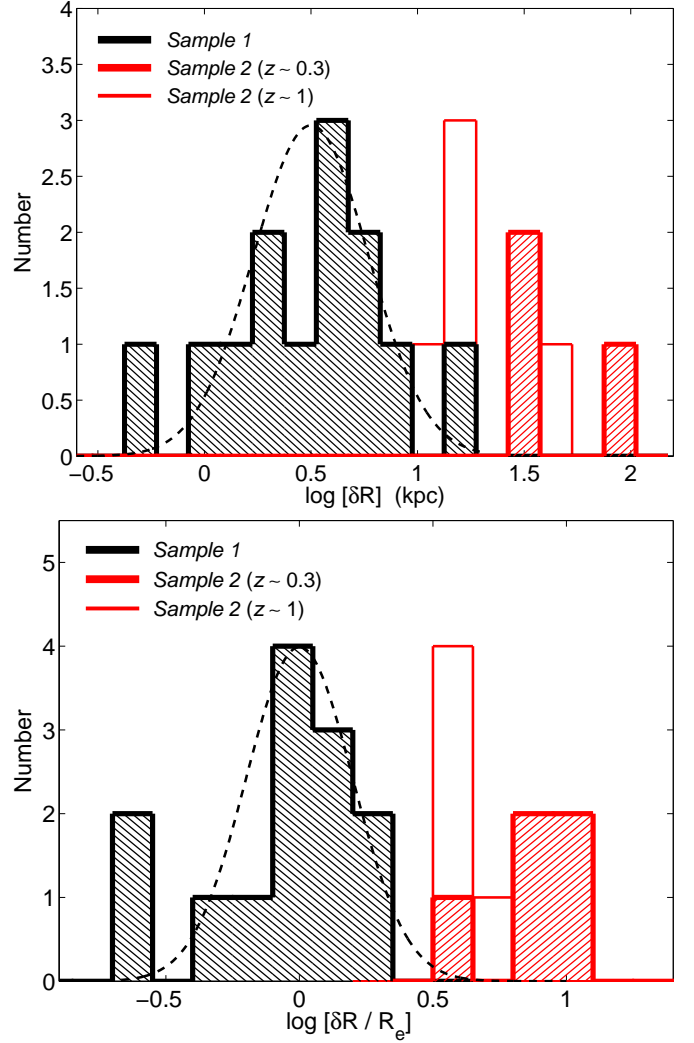 4
3.5
3
2.5
2
1.5
1
0.5
0
Number
Sample 1
Sample 2 (z ~ 0.3)
Sample 2 (z ~ 1)
−0.5 0 0.5 1 1.5 2
log [δR] (kpc)
5
4
3
2
1
0
Number
Sample 1
Sample 2 (z ~ 0.3)
Sample 2 (z ~ 1)
−0.5 0 0.5 1
log [δR / Re]